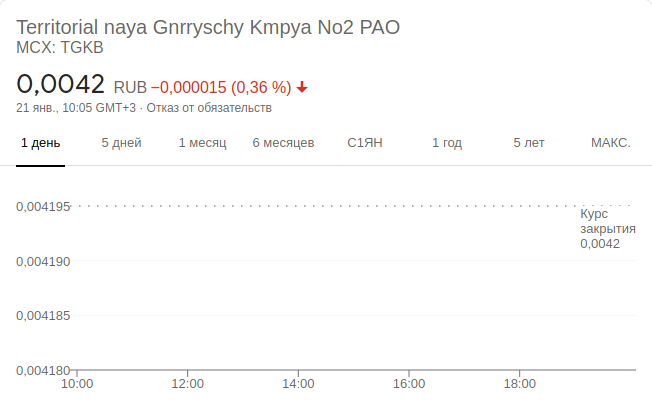 Territorial naya Gnrryschy Kmpya No2 PAO
MCX: TGKB
0,0042 RUB −0,000015 (0,36 %)
21 янв., 10:05 GMT+3 · Отказ от обязательств
1 день 5 дней 1 месяц 6 месяцев С1ЯН 1 год 5 лет МАКС.
0,004195
Курс
закрытия
0,0042
0,004190
0,004185
0,004180
10:00 12:00 14:00 16:00 18:00